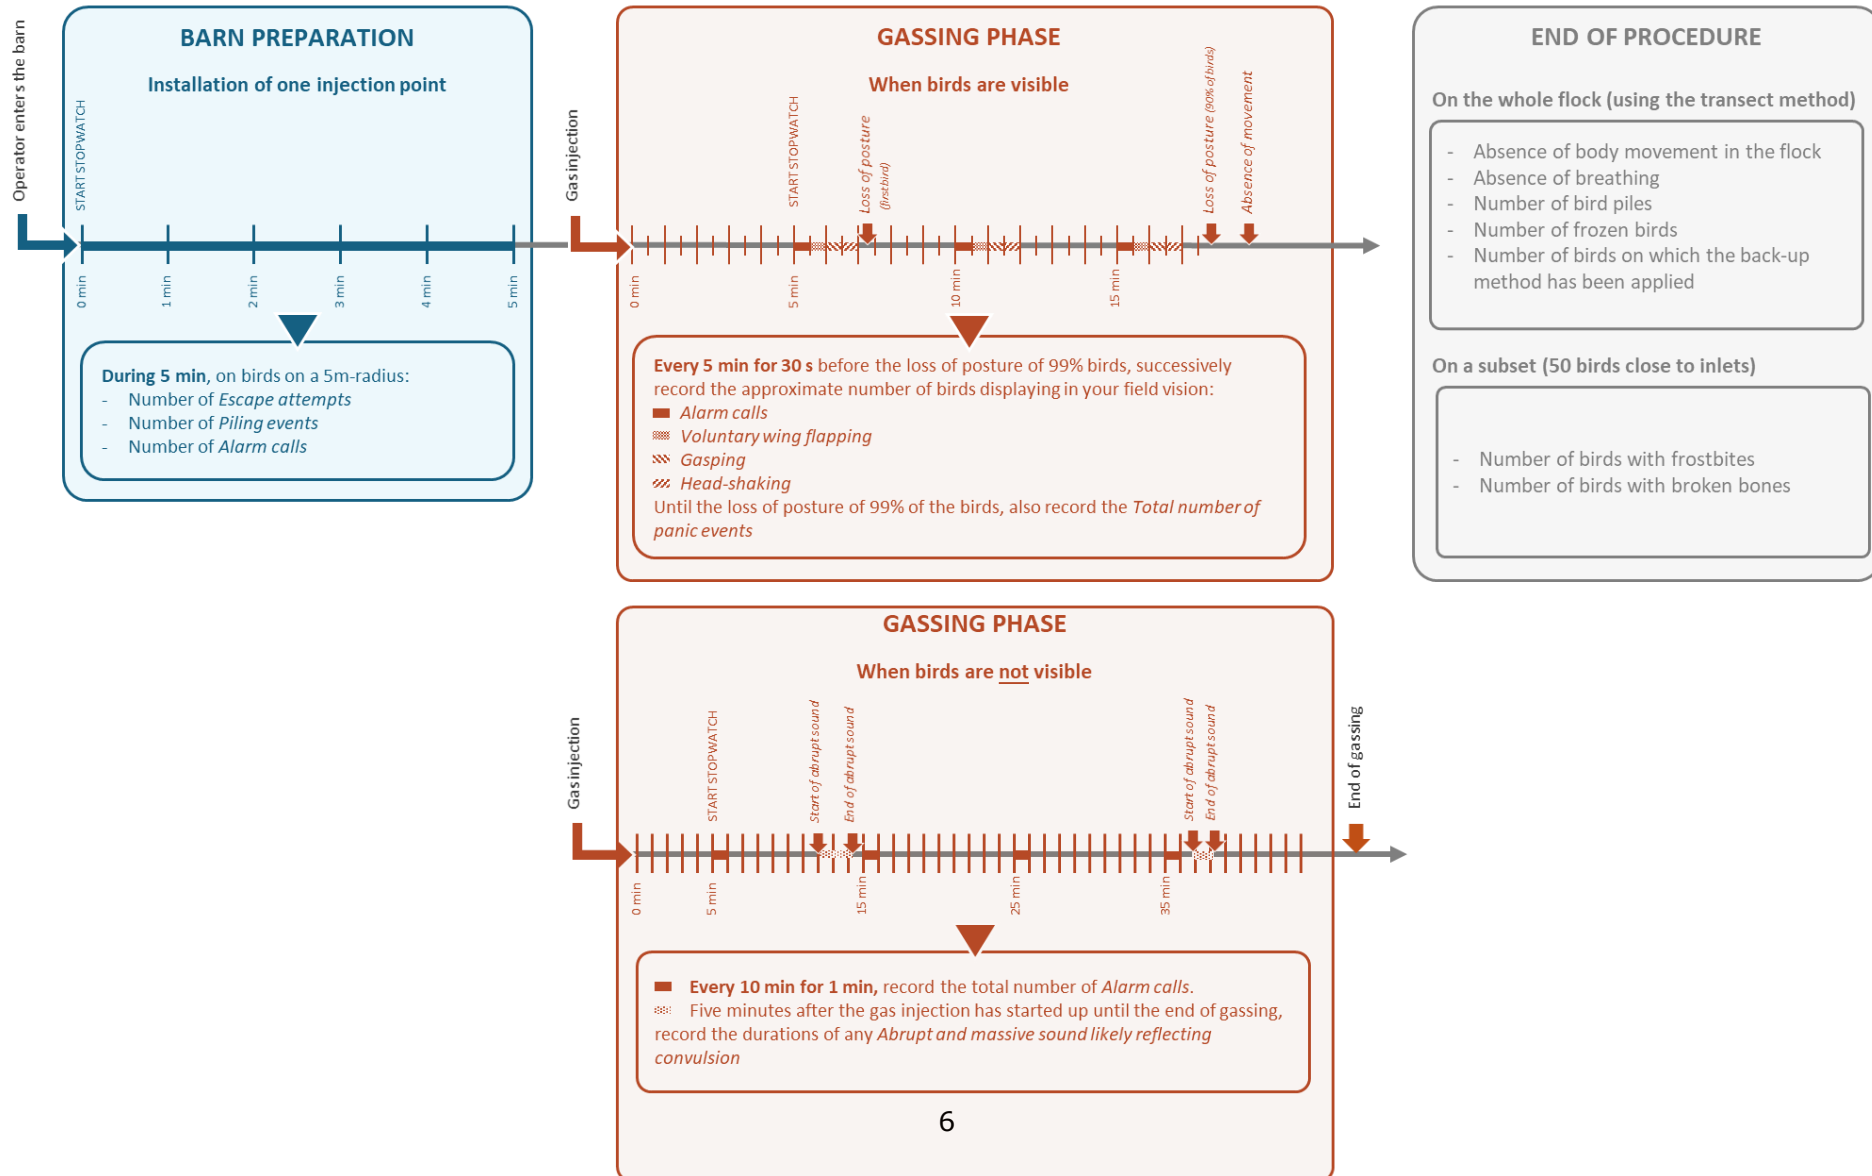 Operator enters the barn
BARN PREPARATION
Installation of one injection point
START STOPWATCH
0 min
1 min
2 min
3 min
4 min
5 min
During 5 min, on birds on a 5m-radius:
- Number of Escape attempts
- Number of Piling events
- Number of Alarm calls
Gas injection
GASSING PHASE
When birds are visible
START STOPWATCH
Loss of posture
(first bird)
Loss of posture (90% of birds)
Absence of movement
0 min
5 min
10 min
15 min
Every 5 min for 30 s before the loss of posture of 99% birds, successively
record the approximate number of birds displaying in your field vision:
Alarm calls
Voluntary wing flapping
Gasping
Head-shaking
Until the loss of posture of 99% of the birds, also record the Total number of
panic events
END OF PROCEDURE
On the whole flock (using the transect method)
- Absence of body movement in the flock
- Absence of breathing
- Number of bird piles
- Number of frozen birds
- Number of birds on which the back-up
method has been applied
On a subset (50 birds close to inlets)
- Number of birds with frostbites
- Number of birds with broken bones
Gas injection
GASSING PHASE
When birds are not visible
START STOPWATCH
Start of abrupt sound
End of abrupt sound
Start of abrupt sound
End of abrupt sound
End of gassing
0 min
5 min
15 min
25 min
35 min
Every 10 min for 1 min, record the total number of Alarm calls.
Five minutes after the gas injection has started up until the end of gassing,
record the durations of any Abrupt and massive sound likely reflecting
convulsion
6